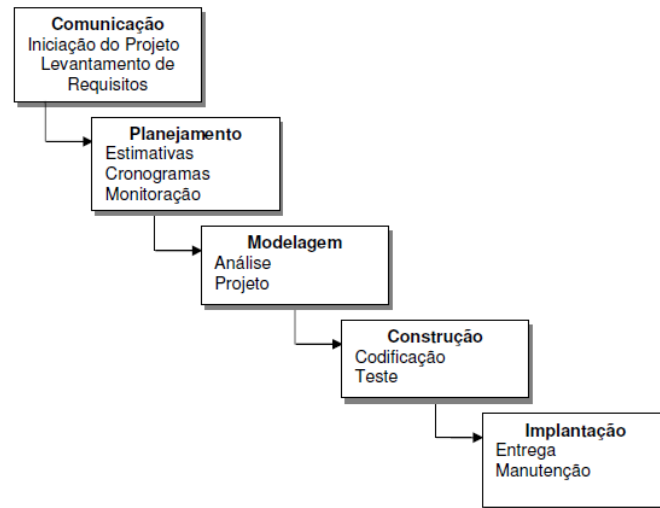 Comunicação
Iniciação do Projeto
Levantamento de
Requisitos
Planejamento
Estimativas
Cronogramas
Monitoração
Modelagem
Análise
Projeto
Construção
Codificação
Teste
Implantação
Entrega
Manutenção